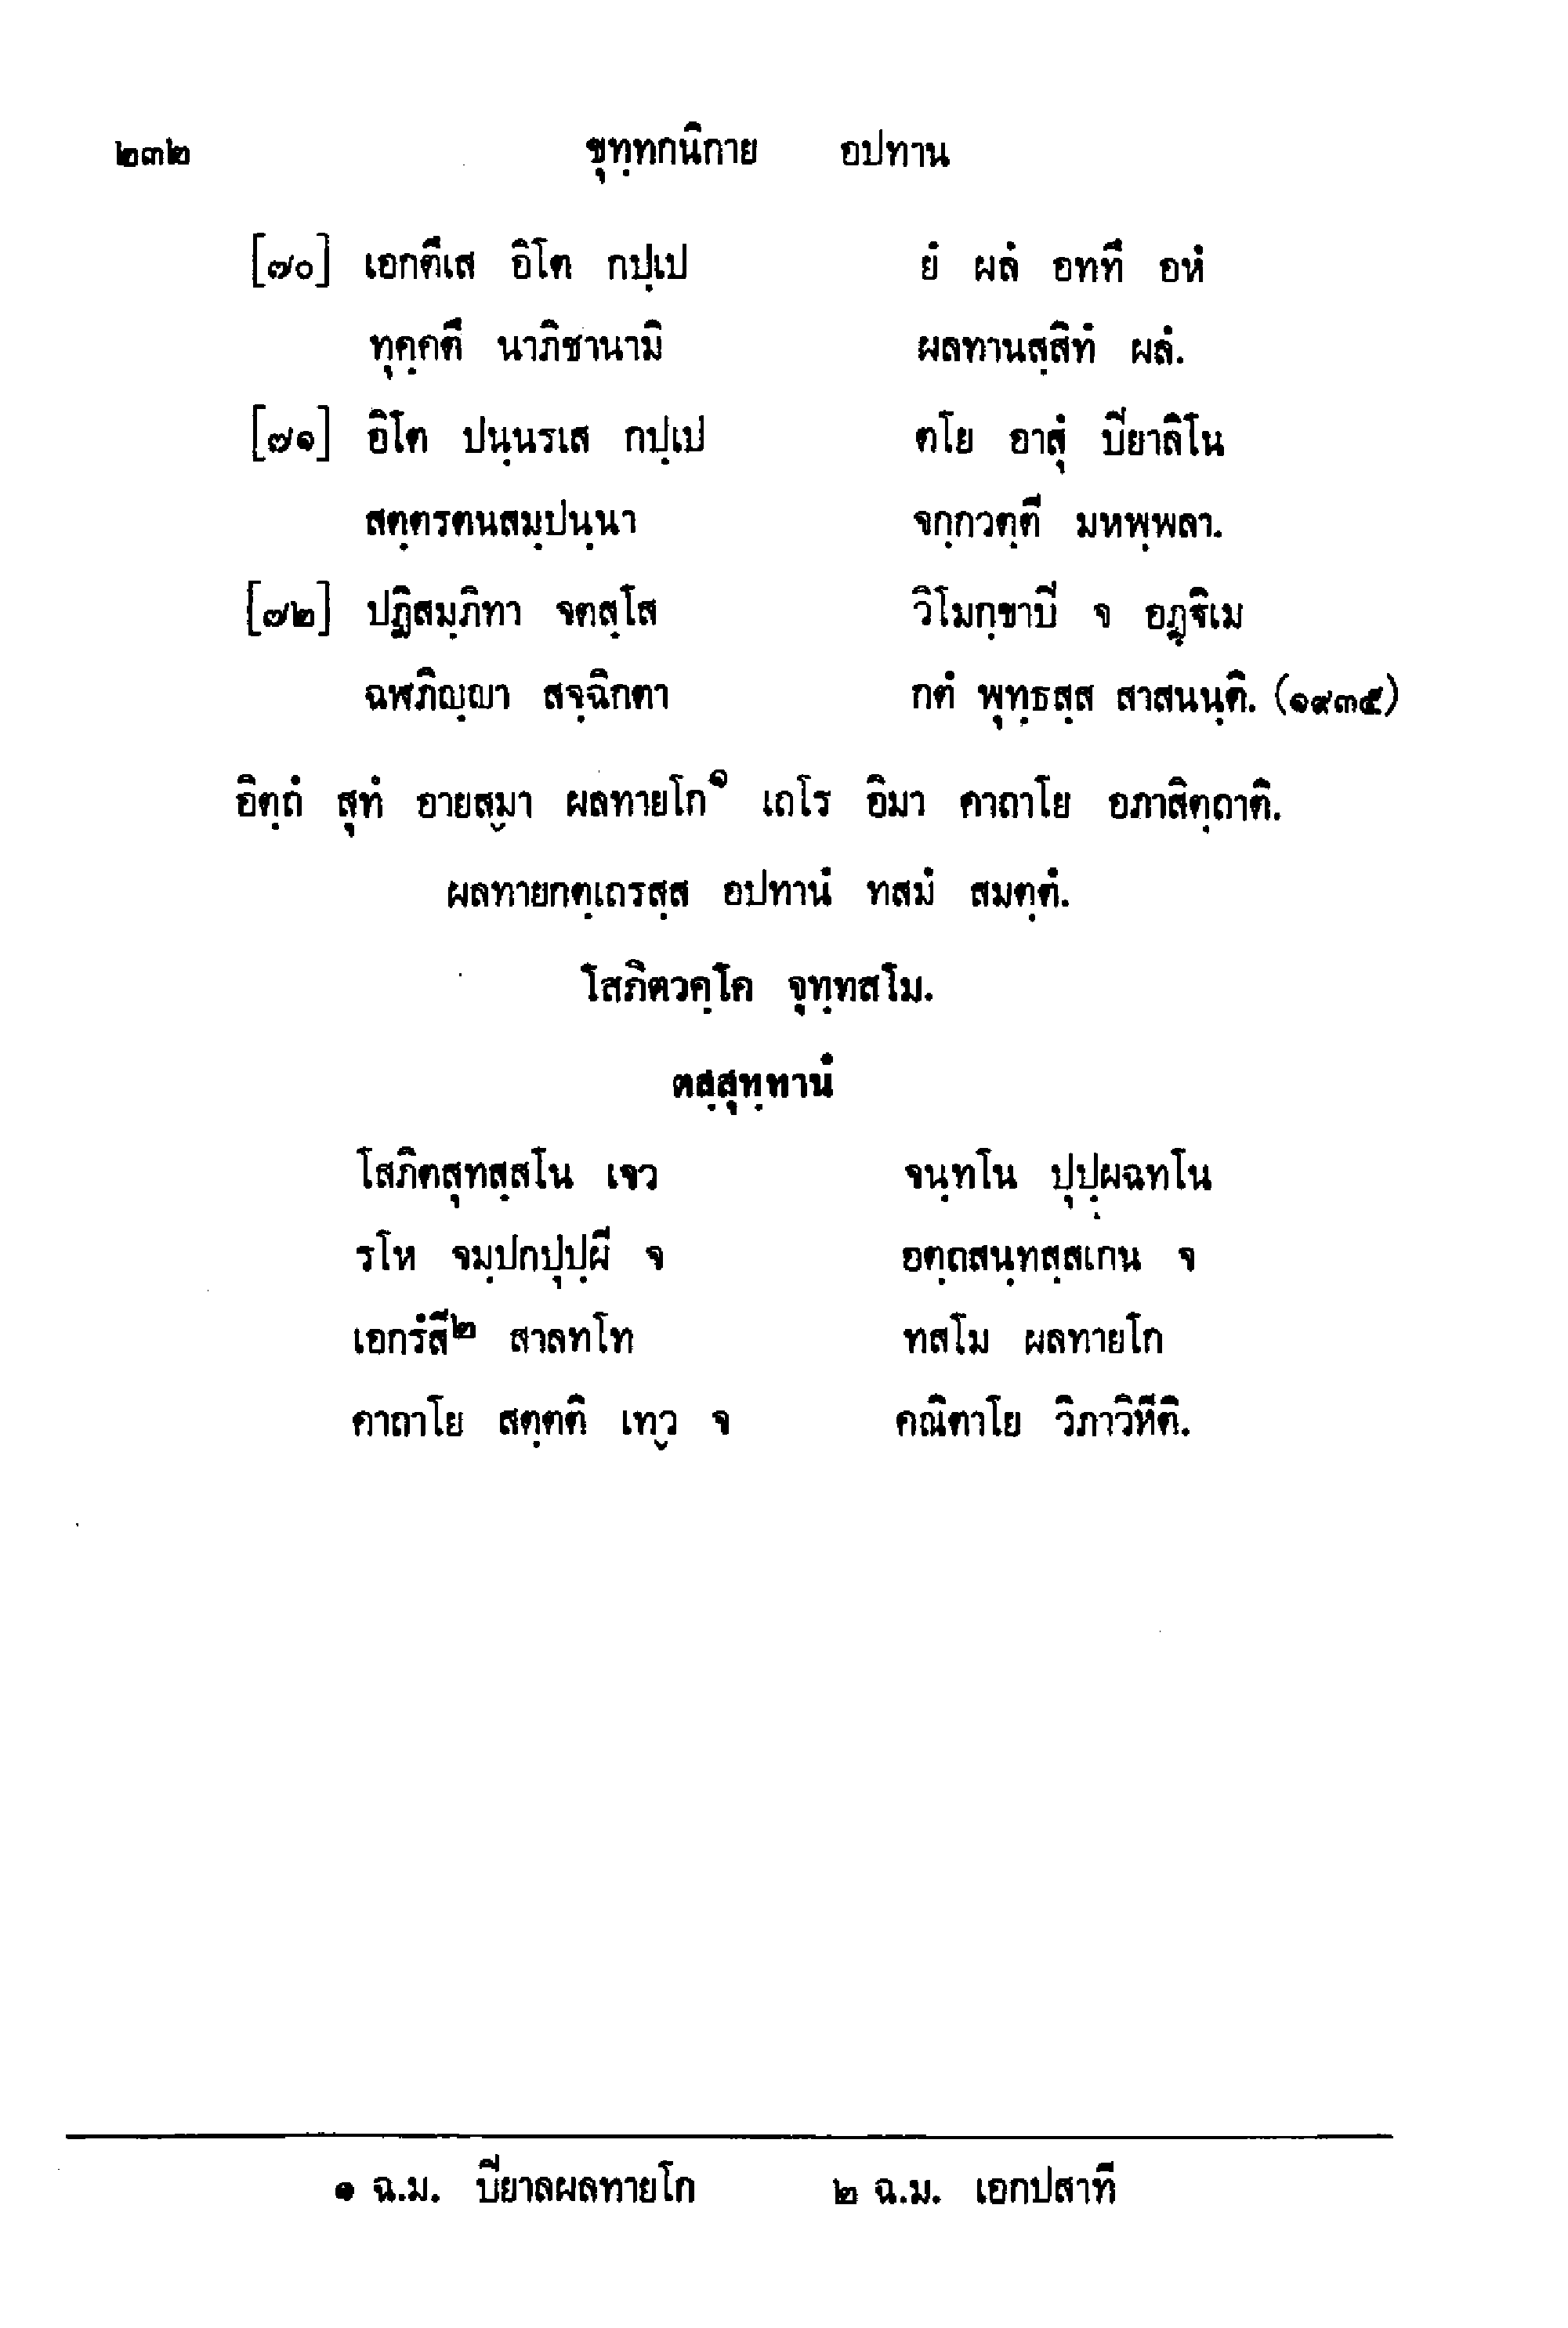 ๒๓๒ ขุทฺทกนิกาย อปทาน
[๗๐] เอกตึเส อิโต กปฺเป ยํ ผลํ อททึ อหํ
ทุคฺคตึ นาภิชานามิ ผลทานสฺสิทํ ผลํ.
[๗๑] อิโต ปนฺนรเส กปฺเป ตโย อาสุํ ปิยาลิโน
สตฺตรตนสมฺปนฺนา จกฺกวตฺตี มหพฺพลา.
[๗๒] ปฏิสมฺภิทา จตสฺโส วิโมกฺขาปิ จ อฏฺฐิเม
ฉฬภิญฺญา สจฺฉิกตา กตํ พุทฺธสฺส สาสนนฺติ. (๑๙๓๕)
อิตฺถํ สุทํ อายสฺมา ผลทายโก๑ เถโร อิมา คาถาโย อภาสิตฺถาติ.
ผลทายกตฺเถรสฺส อปทานํ ทสมํ สมตฺตํ.
โสภิตวคฺโค จุทฺทสโม.
ตสฺสุทฺทานํ
โสภิตสุทสฺสโน เจว จนฺทโน ปุปฺผฉทโน
รโห จมฺปกปุปฺผี จ อตฺถสนฺทสฺสเกน จ
เอกรํสี๒ สาลทโท ทสโม ผลทายโก
คาถาโย สตฺตติ เทฺว จ คณิตาโย วิภาวิหีติ.
๑ ฉ.ม. ปิยาลผลทายโก ๒ ฉ.ม. เอกปสาที